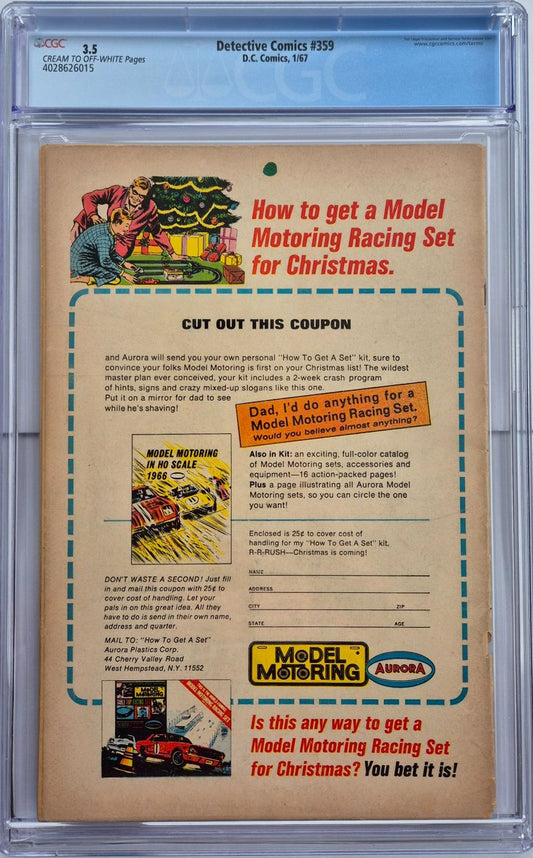 CGC
3.5
CREAM TO OFF-WHITE Pages
4028626015
Detective Comics #359
D.C. Comics, 1/67
www.cgccomics.com/terms
CGC
How to get a Model
Motoring Racing Set
for Christmas.
CUT OUT THIS COUPON
and Aurora will send you your own personal "How To Get A Set" kit, sure to
convince your folks Model Motoring is first on your Christmas list! The wildest
master plan ever conceived, your kit includes a 2-week crash program
of hints, signs and crazy mixed-up slogans like this one.
Put it on a mirror for dad to see
while he's shaving!
Dad, I'd do anything for a
Model Motoring Racing Set.
Would you believe almost anything?
MODEL MOTORING
IN HO SCALE
1966
Also in Kit: an exciting, full-color catalog
of Model Motoring sets, accessories and
equipment—16 action-packed pages!
Plus a page illustrating all Aurora Model
Motoring sets, so you can circle the one
you want!
Enclosed is 25¢ to cover cost of
handling for my "How To Get A Set" kit.
R-R-RUSH—Christmas is coming!
NAME
ADDRESS
CITY ZIP
STATE AGE
DON'T WASTE A SECOND! Just fill
in and mail this coupon with 25¢ to
cover cost of handling. Let your
pals in on this great idea. All they
have to do is send in their own name,
address and quarter.
MAIL TO: "How To Get A Set"
Aurora Plastics Corp.
44 Cherry Valley Road
West Hempstead, N.Y. 11552
MODEL
MOTORING
AURORA
MODEL
MOTORING
Is this any way to get a
Model Motoring Racing Set
for Christmas? You bet it is!